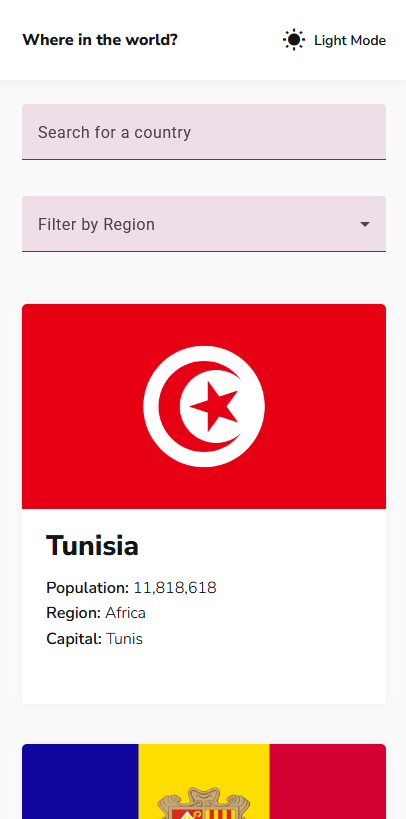 Where in the world?
Light Mode
Search for a country
Filter by Region
Tunisia
Population: 11,818,618
Region: Africa
Capital: Tunis